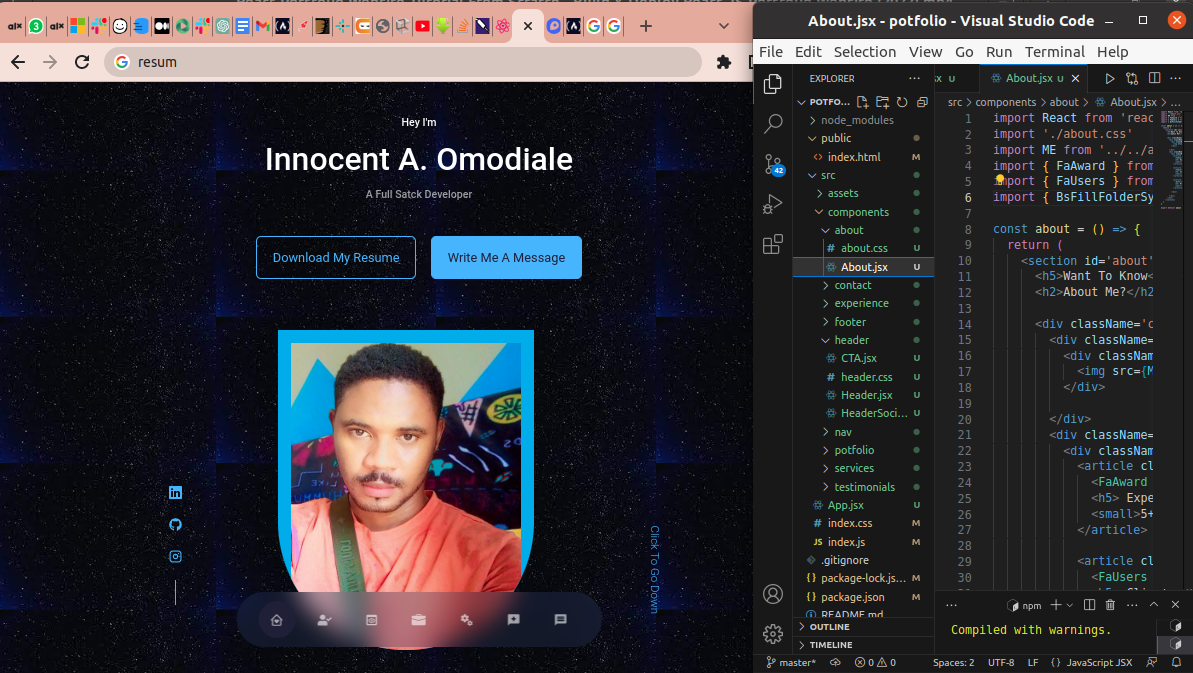 alx
3
alx
resum
Hey I'm
Innocent A. Omodiale
A Full Satck Developer
Download My Resume
Write Me A Message
Click To Go Down
About.jsx - potfolio - Visual Studio Code
File Edit Selection View Go Run Terminal Help
EXPLORER
POTFO...
node_modules
public
index.html M
src
assets
components
about
# about.css U
About.jsx U
contact
experience
footer
header
CTA.jsx U
# header.css U
Header.jsx U
HeaderSoci... U
nav
potfolio
services
testimonials
App.jsx U
# index.css M
JS index.js M
.gitignore
{} package-lock.js... M
{} package.json M
README.md
OUTLINE
TIMELINE
42
sx U
About.jsx U
src > components > about > About.jsx > ...
1 import React from 'reac
2 import './about.css'
3 import ME from '../../a
4 import { FaAward } from
5 import { FaUsers } from
6 import { BsFillFolderSy
7
8 const about = () => {
9 return (
10 <section id='about'
11 <h5>Want To Know<
12 <h2>About Me?</h2
13
14 <div className='c
15 <div className=
16 <div classNam
17 <img src={M
18 </div>
19
20 </div>
21 <div className=
22 <div classNam
23 <article cl
24 <FaAward
25 <h5> Expe
26 <small>5+
27 </article>
28
29 <article cl
30 <FaUsers
npm
Compiled with warnings.
master* 0 0 Spaces: 2 UTF-8 LF {} JavaScript JSX